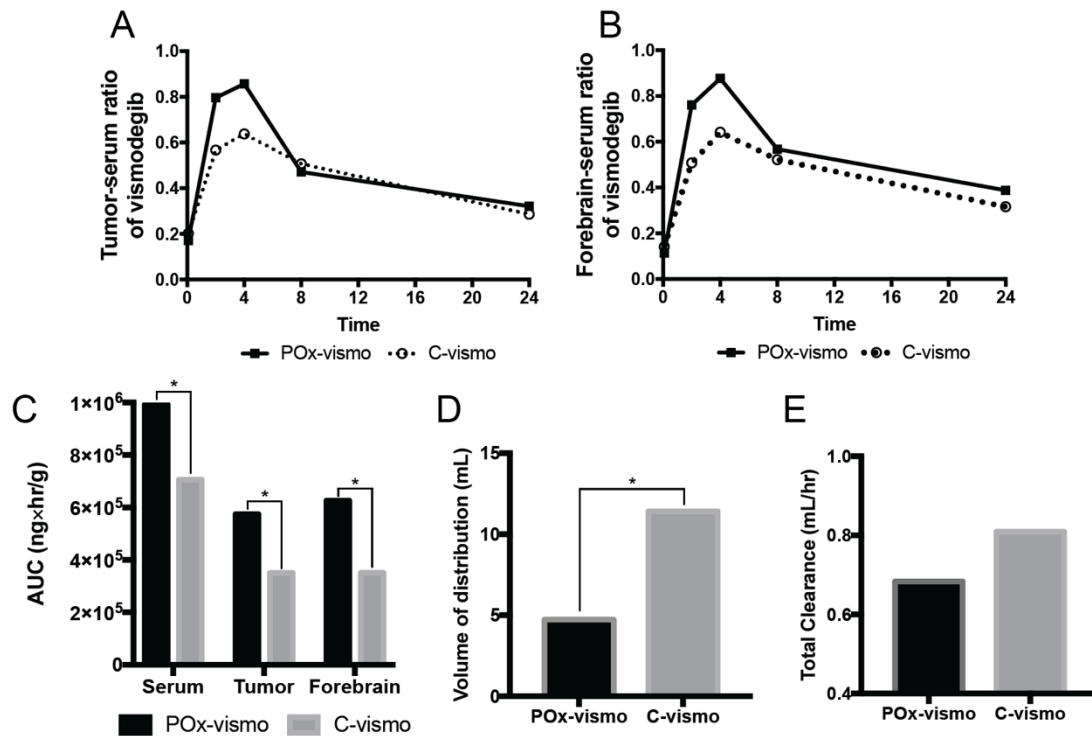 A
Tumor-serum ratio
of vismodegib
1.0
0.8
0.6
0.4
0.2
0.0
0 4 8 12 16 20 24
Time
POx-vismo C-vismo
B
Forebrain-serum ratio
of vismodegib
1.0
0.8
0.6
0.4
0.2
0.0
0 4 8 12 16 20 24
Time
POx-vismo C-vismo
C
AUC (ng×hr/g)
1×10⁶
8×10⁵
6×10⁵
4×10⁵
2×10⁵
0
* * *
Serum Tumor Forebrain
POx-vismo C-vismo
D
Volume of distribution (mL)
15
10
5
0
*
POx-vismo C-vismo
E
Total Clearance (mL/hr)
1.0
0.8
0.6
0.4
POx-vismo C-vismo